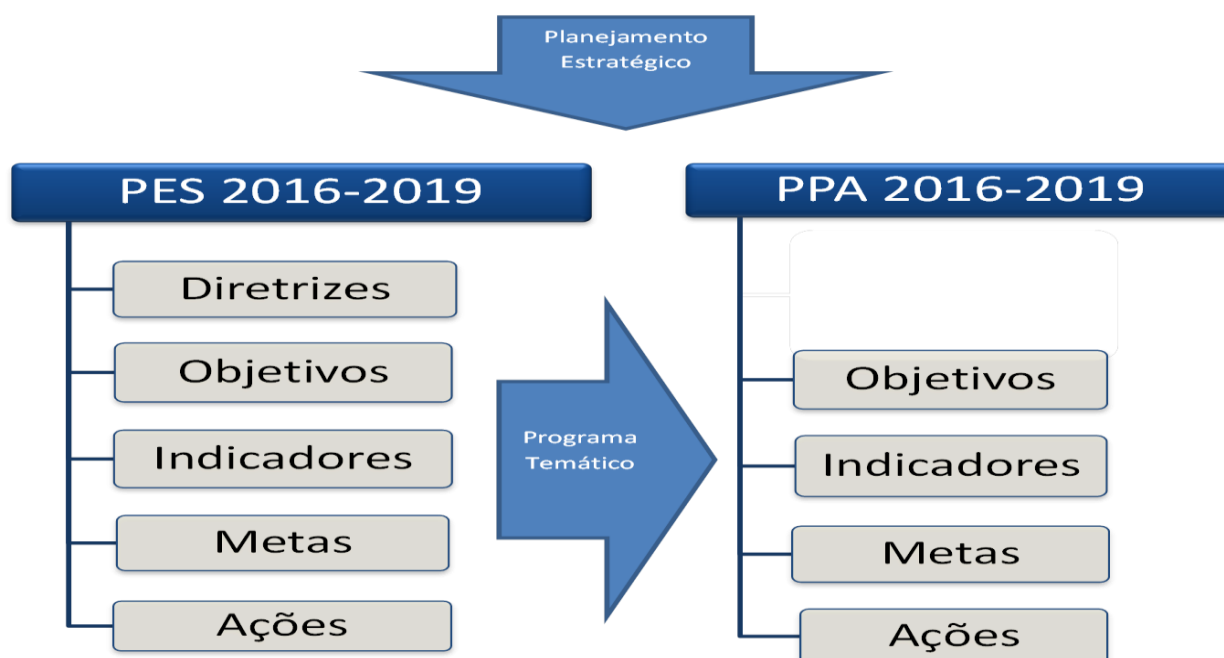 Planejamento
Estratégico
PES 2016-2019
Diretrizes
Objetivos
Indicadores
Metas
Ações
Programa
Temático
PPA 2016-2019
Objetivos
Indicadores
Metas
Ações